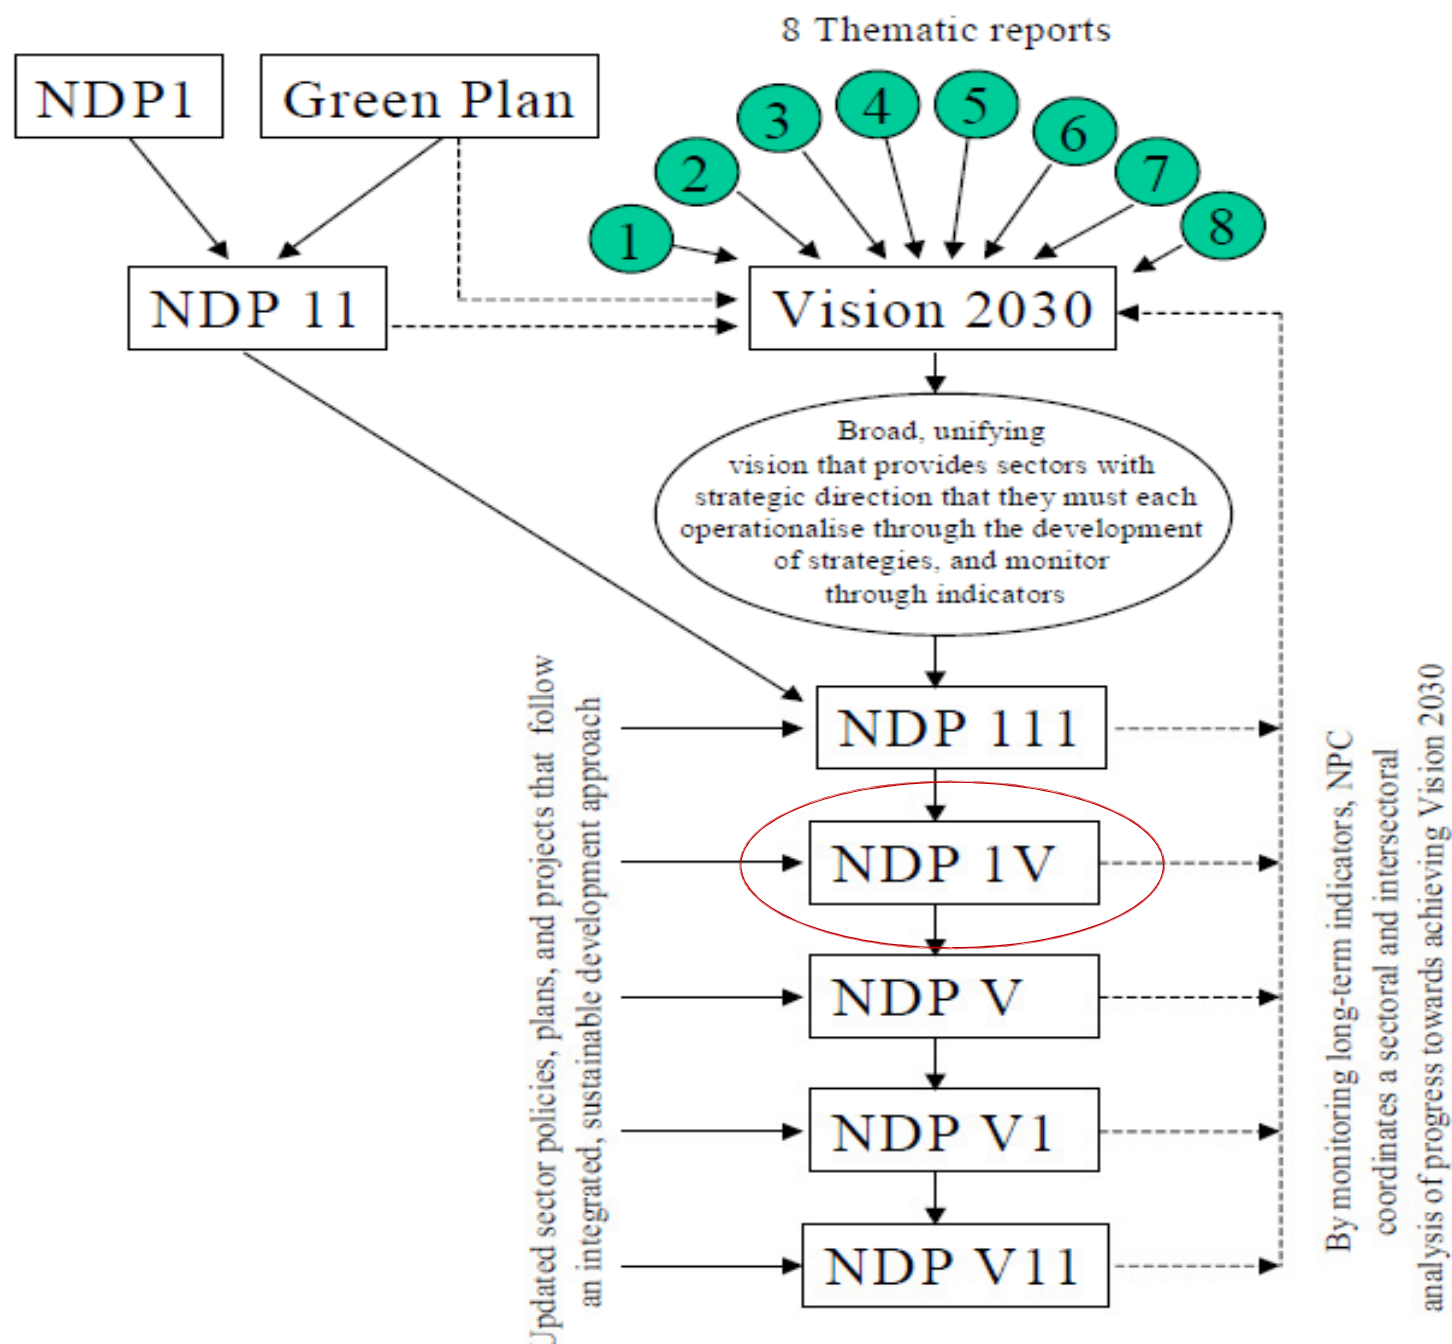 8 Thematic reports
NDP1
Green Plan
1
2
3
4
5
6
7
8
NDP 11
Vision 2030
Broad, unifying
vision that provides sectors with
strategic direction that they must each
operationalise through the development
of strategies, and monitor
through indicators
Updated sector policies, plans, and projects that follow
an integrated, sustainable development approach
NDP 111
NDP 1V
NDP V
NDP V1
NDP V11
By monitoring long-term indicators, NPC
coordinates a sectoral and intersectoral
analysis of progress towards achieving Vision 2030